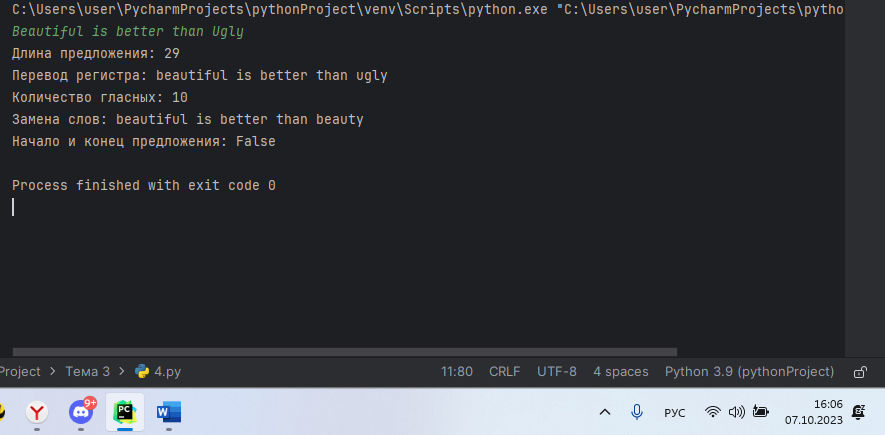 C:\Users\user\PycharmProjects\pythonProject\venv\Scripts\python.exe "C:\Users\user\PycharmProjects\pytho
Beautiful is better than Ugly
Длина предложения: 29
Перевод регистра: beautiful is better than ugly
Количество гласных: 10
Замена слов: beautiful is better than beauty
Начало и конец предложения: False
Process finished with exit code 0
Project > Тема 3 > 4.py 11:80 CRLF UTF-8 4 spaces Python 3.9 (pythonProject)
Y 9+ PC W РУС 16:06
07.10.2023